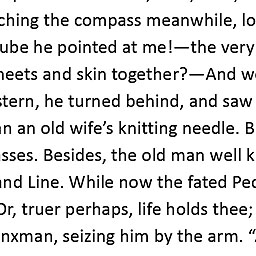 ching the compass meanwhile, lo
ube he pointed at me!—the very
heets and skin together?—And w
stern, he turned behind, and saw
n an old wife's knitting needle. B
sses. Besides, the old man well k
and Line. While now the fated Pe
Or, truer perhaps, life holds thee;
nxman, seizing him by the arm. “